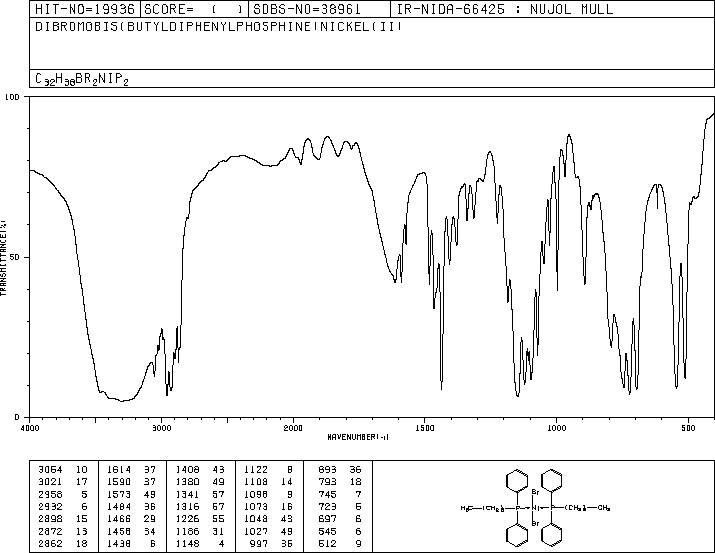 HIT-NO=19936 SCORE= ( ) SDBS-NO=38961 IR-NIDA-66425 : NUJOL MULL
DIBROMOBIS(BUTYLDIPHENYLPHOSPHINE)NICKEL(II)
C32H38BR2NIP2
100
50
0
TRANSMITTANCE(%)
4000 3000 2000 1500 1000 500
WAVENUMBER(-1)
3054 10 1614 37 1408 43 1122 8 893 36
3021 17 1590 37 1380 49 1108 14 793 18
2958 5 1573 49 1341 57 1098 9 745 7
2932 6 1484 36 1316 57 1073 16 723 5
2898 15 1466 29 1226 55 1048 43 697 6
2872 13 1458 34 1186 31 1027 49 545 6
2862 18 1438 6 1148 4 997 35 512 9
Br
P Ni P
Br